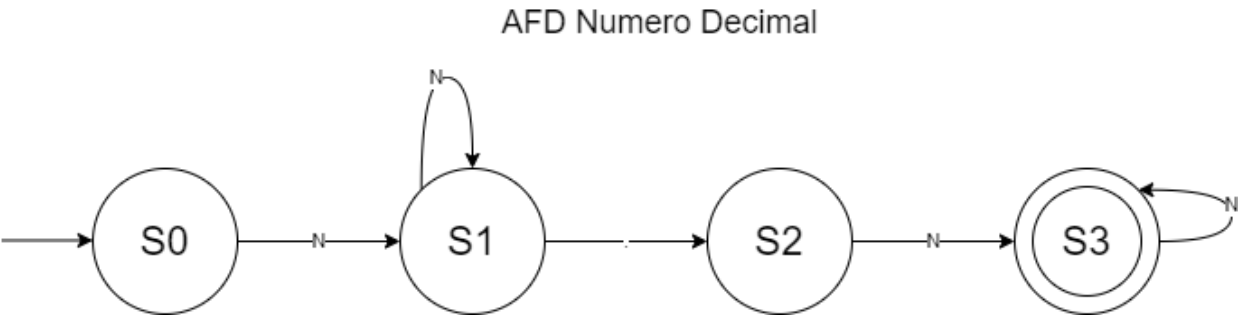 AFD Numero Decimal
N
S0
N
S1
.
S2
N
S3
N